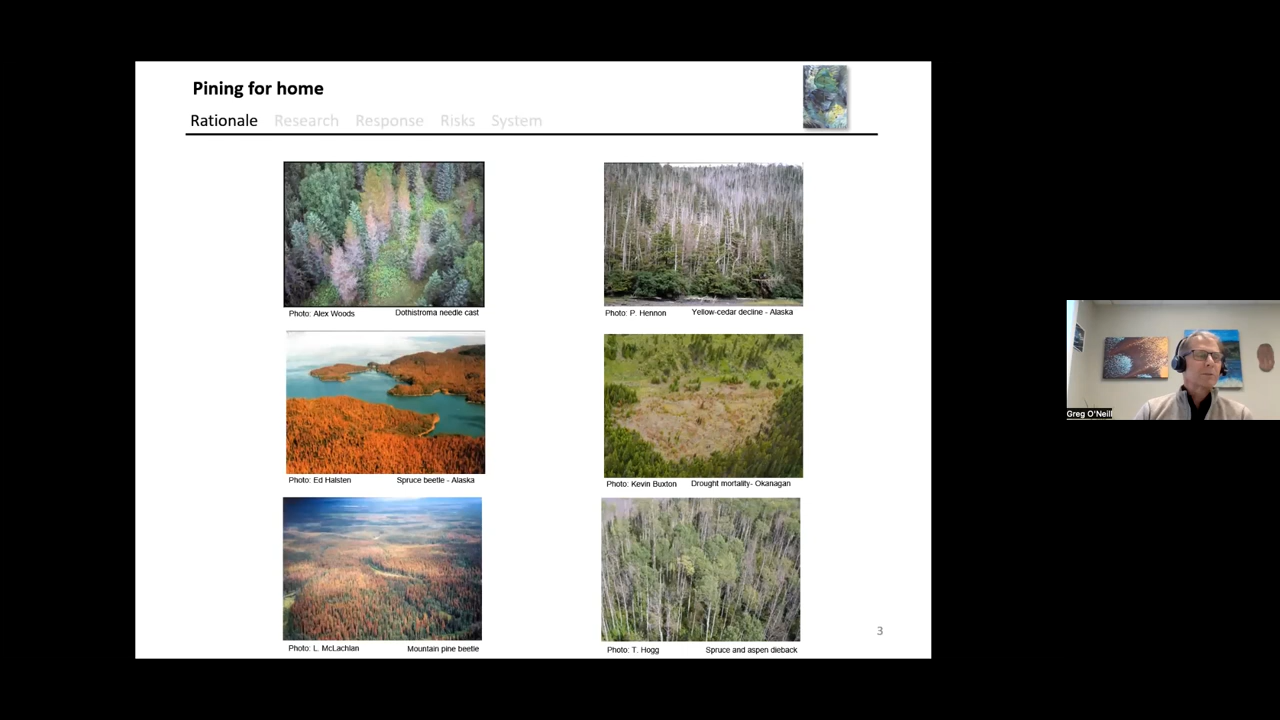 Pining for home
Rationale Research Response Risks System
Photo: Alex Woods Dothistroma needle cast
Photo: P. Hennon Yellow-cedar decline - Alaska
Photo: Ed Halsten Spruce beetle - Alaska
Photo: Kevin Buxton Drought mortality- Okanagan
Photo: L. McLachlan Mountain pine beetle
Photo: T. Hogg Spruce and aspen dieback
3
Greg O'Neill